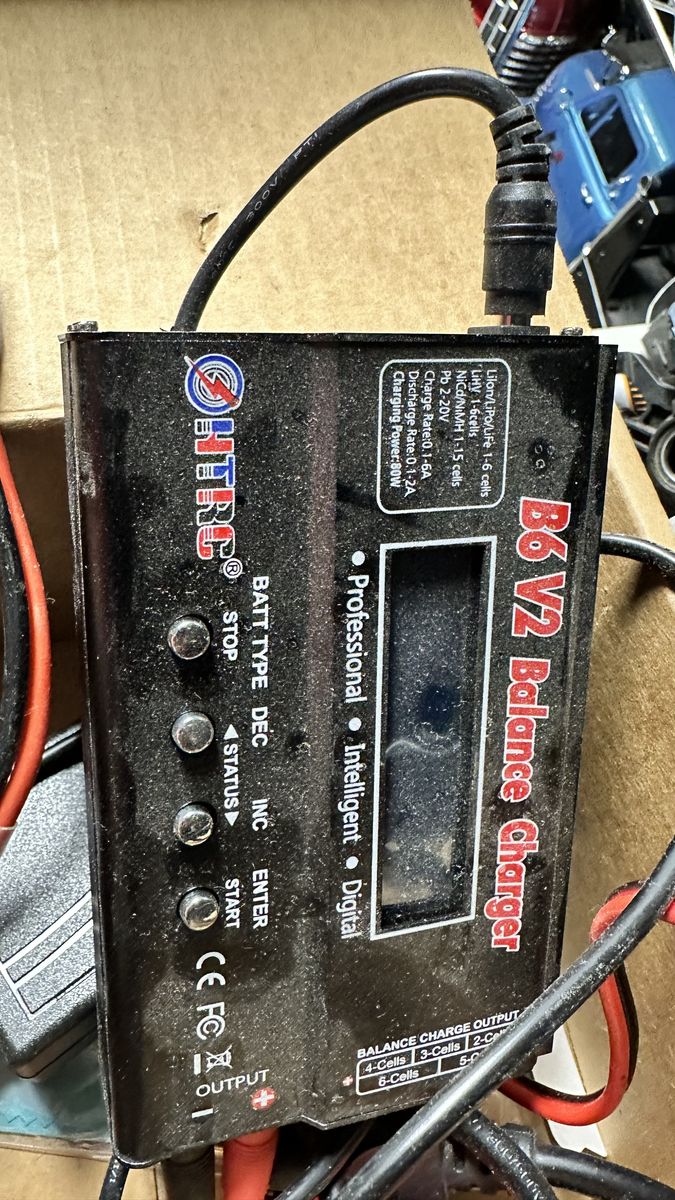 B6 V2 Balance Charger
LiIon/LiPo/LiFe 1-6 cells
LiHV 1-6cells
NiCd/NiMH 1-15 cells
Pb 2-20V
Charge Rate:0.1-6A
Discharge Rate:0.1-2A
Charging Power:80W
• Professional • Intelligent • Digital
HTRC®
BATT TYPE DEC INC ENTER
STOP ◀ STATUS ▶ START
CE FC
BALANCE CHARGE OUTPUT
4-Cells 3-Cells
6-Cells
OUTPUT
− +